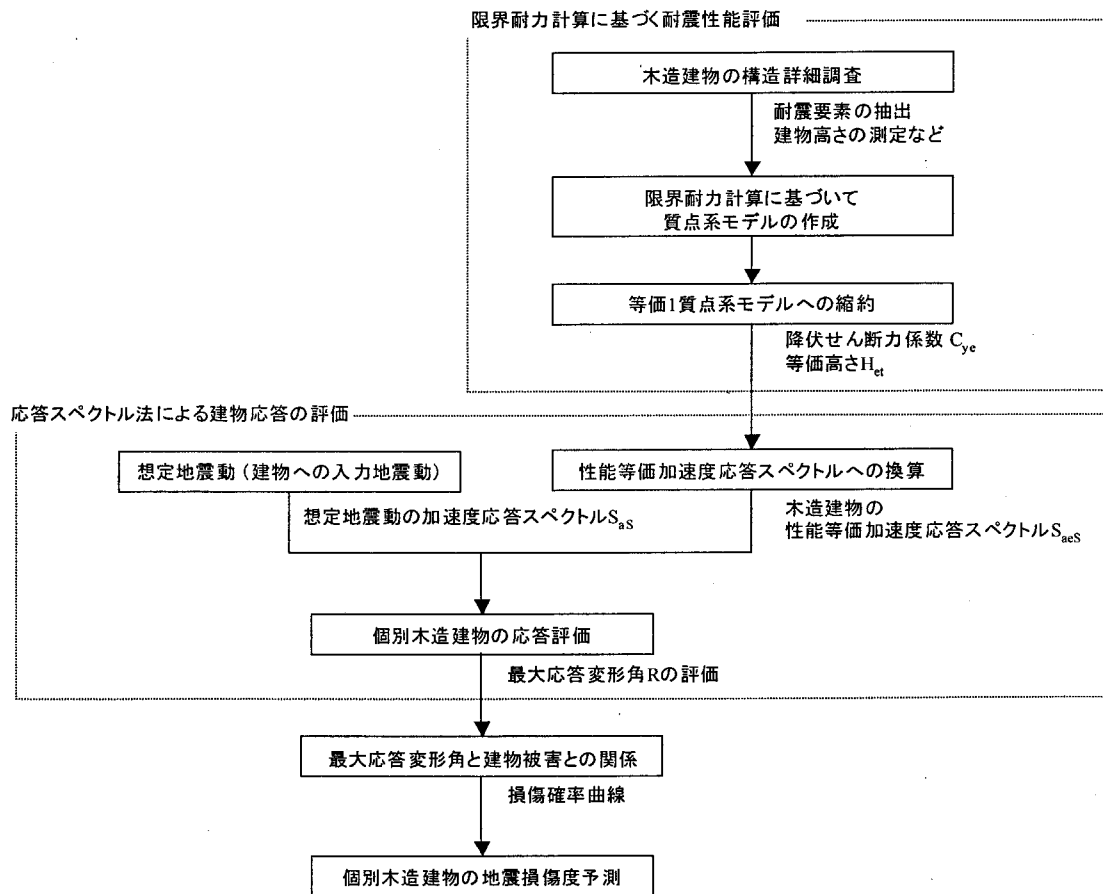 限界耐力計算に基づく耐震性能評価
木造建物の構造詳細調査
耐震要素の抽出
建物高さの測定など
限界耐力計算に基づいて
質点系モデルの作成
等価1質点系モデルへの縮約
降伏せん断力係数 Cye
等価高さHet
応答スペクトル法による建物応答の評価
想定地震動（建物への入力地震動）
性能等価加速度応答スペクトルへの換算
想定地震動の加速度応答スペクトルSaS
木造建物の
性能等価加速度応答スペクトルSaeS
個別木造建物の応答評価
最大応答変形角Rの評価
最大応答変形角と建物被害との関係
損傷確率曲線
個別木造建物の地震損傷度予測